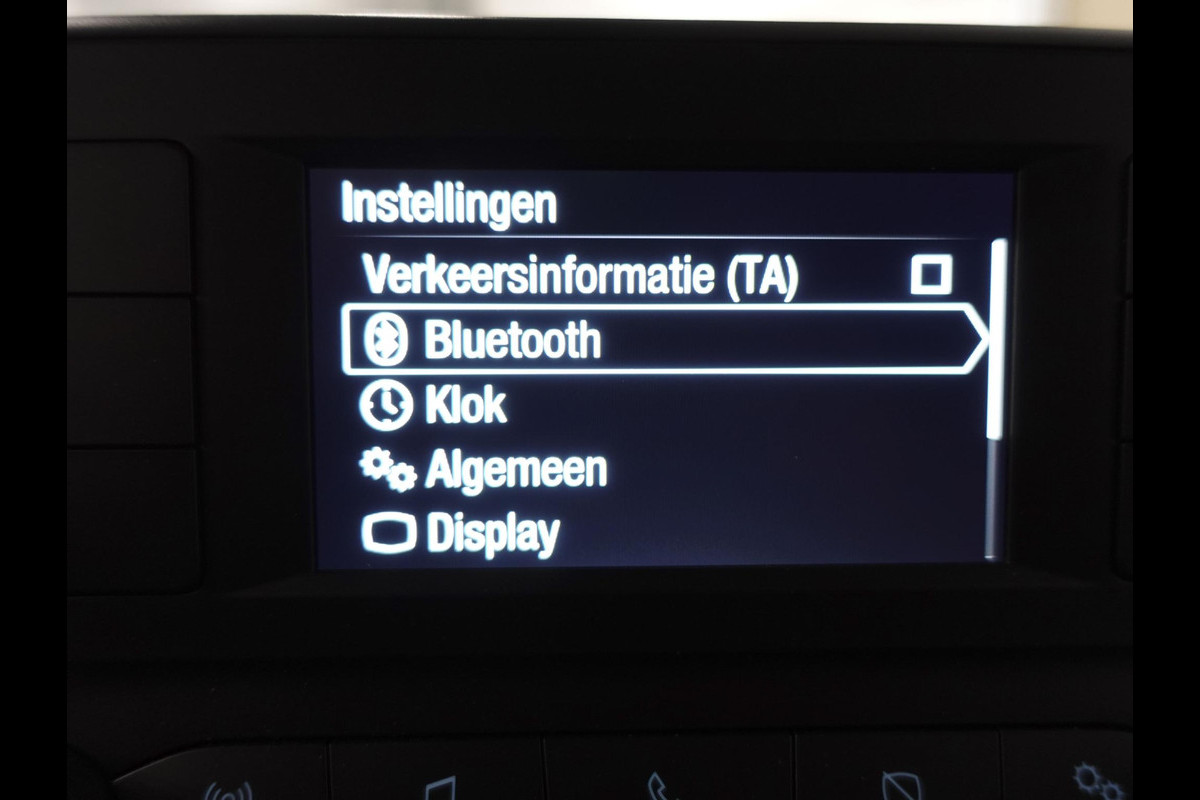 Instellingen
Verkeersinformatie (TA)
Bluetooth
Klok
Algemeen
Display